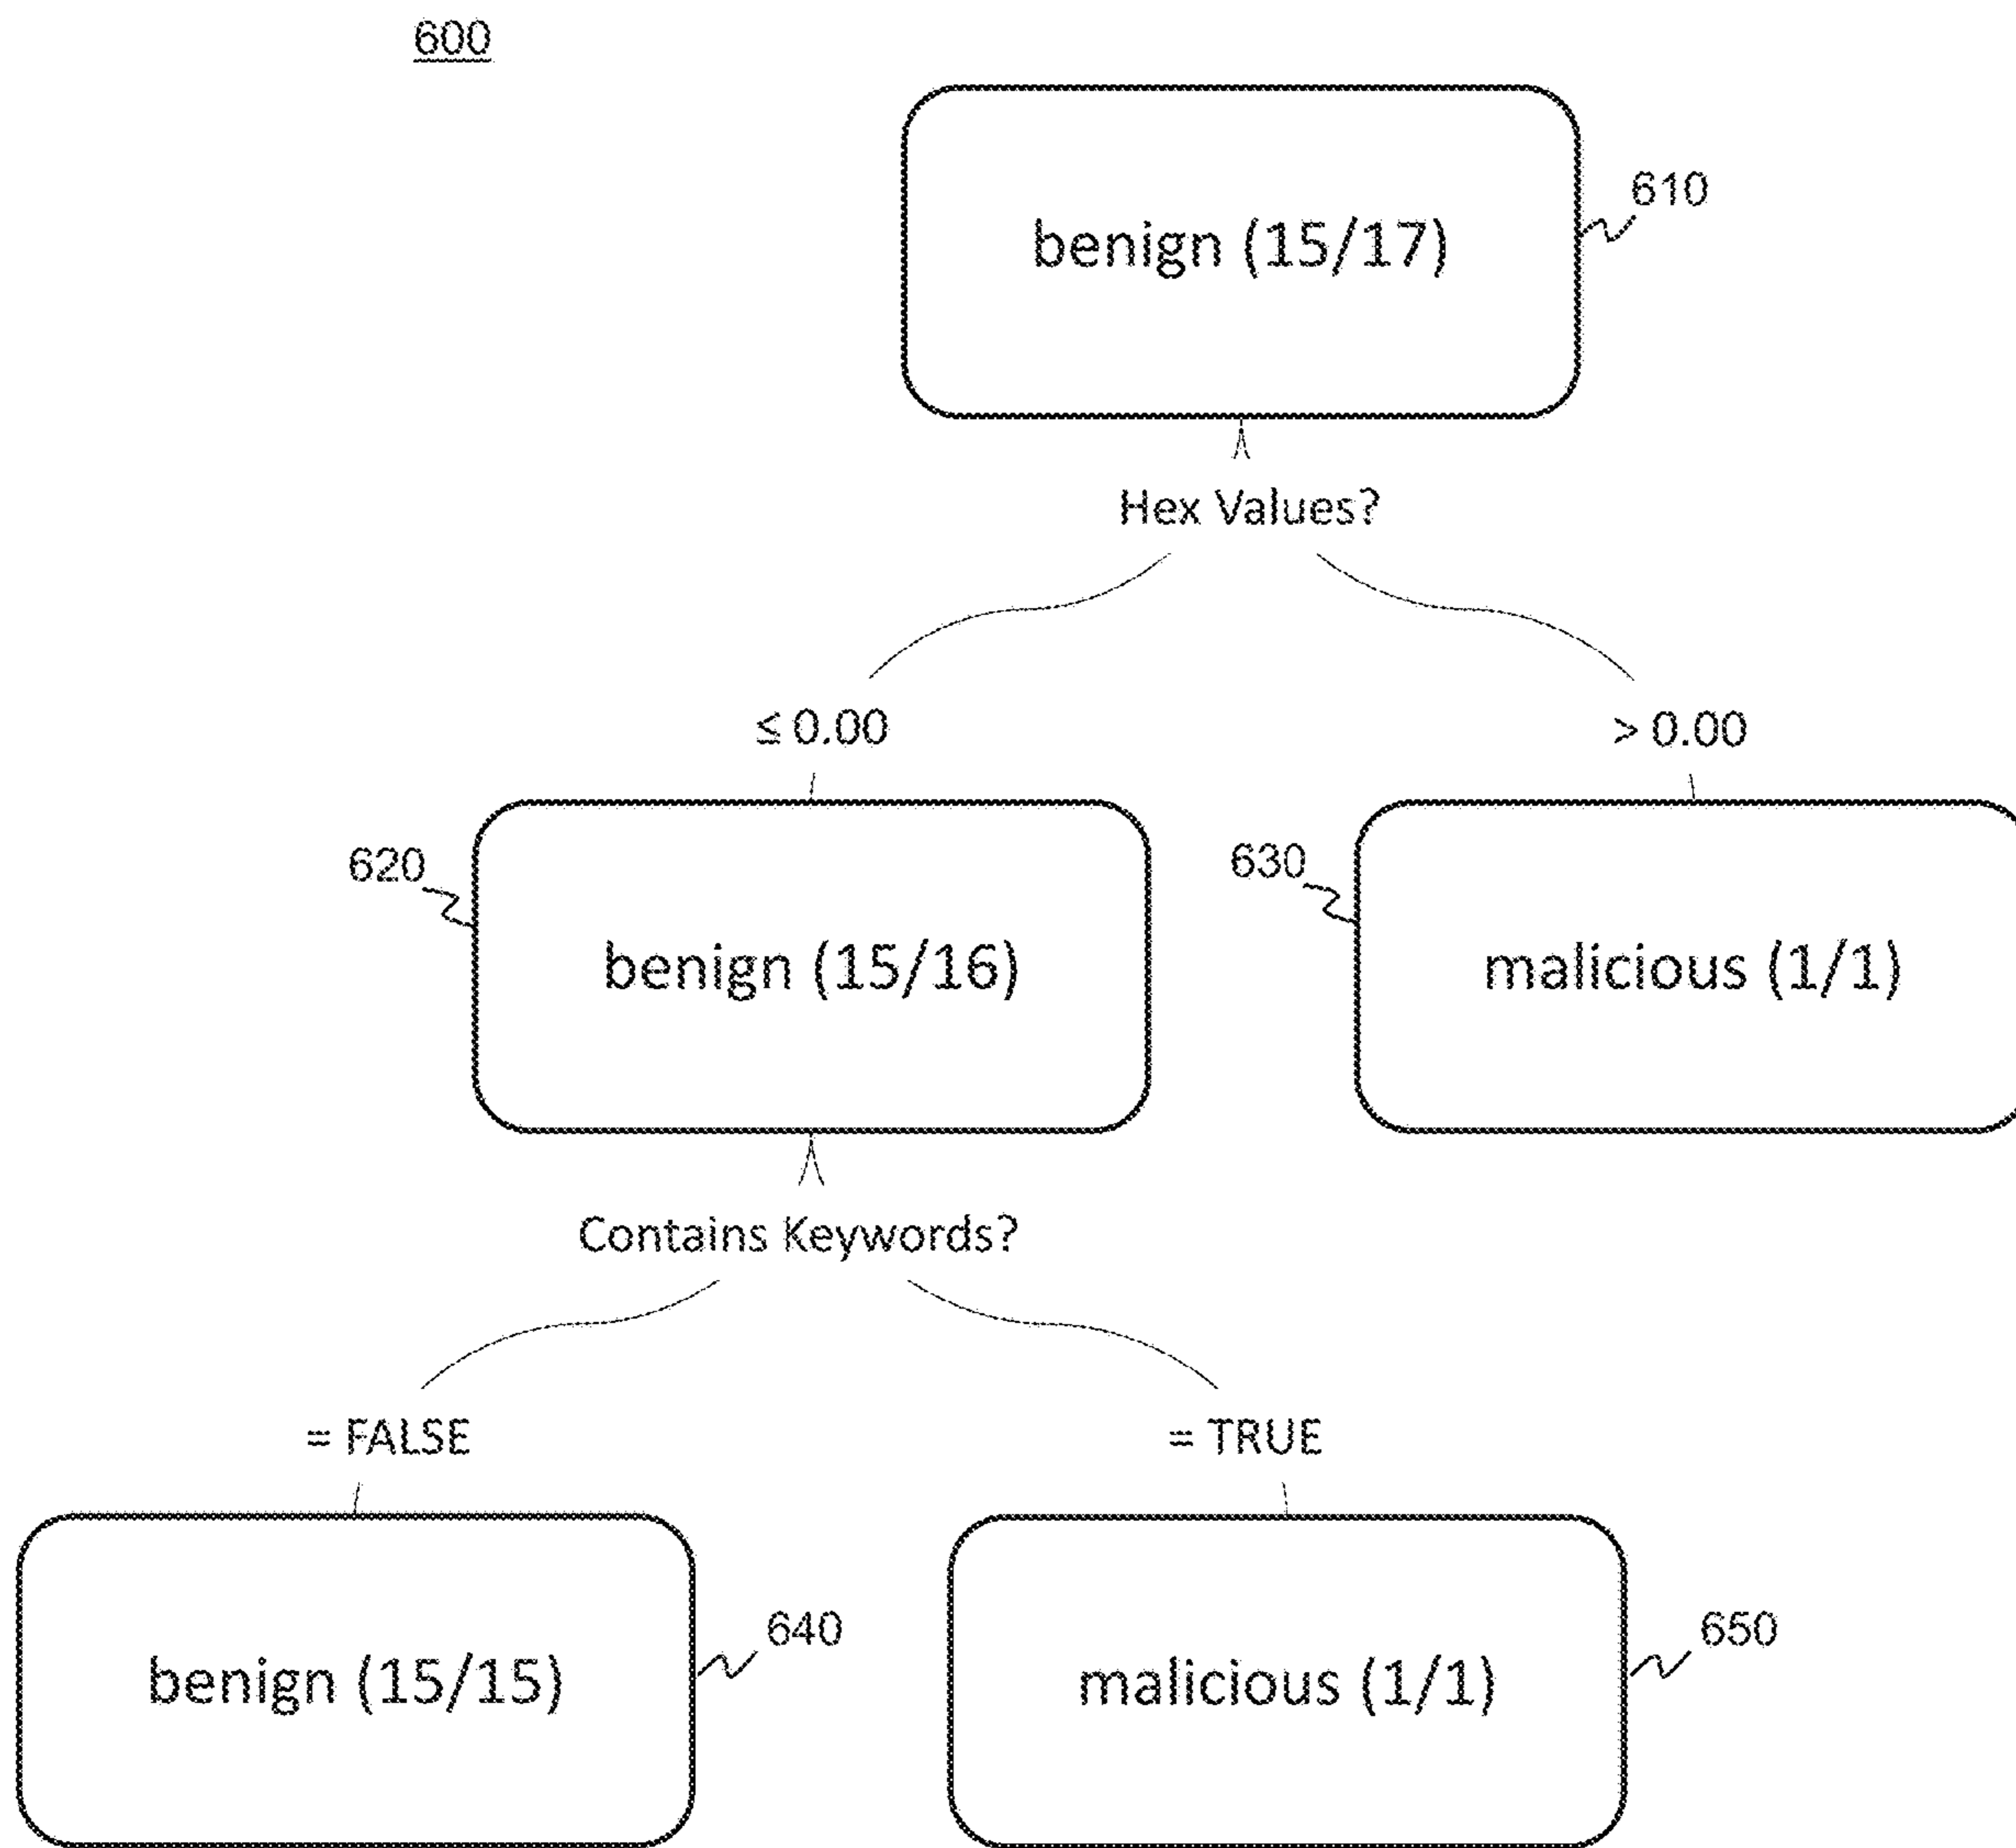 600
benign (15/17)
610
Hex Values?
≤ 0.00
> 0.00
620
benign (15/16)
630
malicious (1/1)
Contains Keywords?
= FALSE
= TRUE
benign (15/15)
640
malicious (1/1)
650